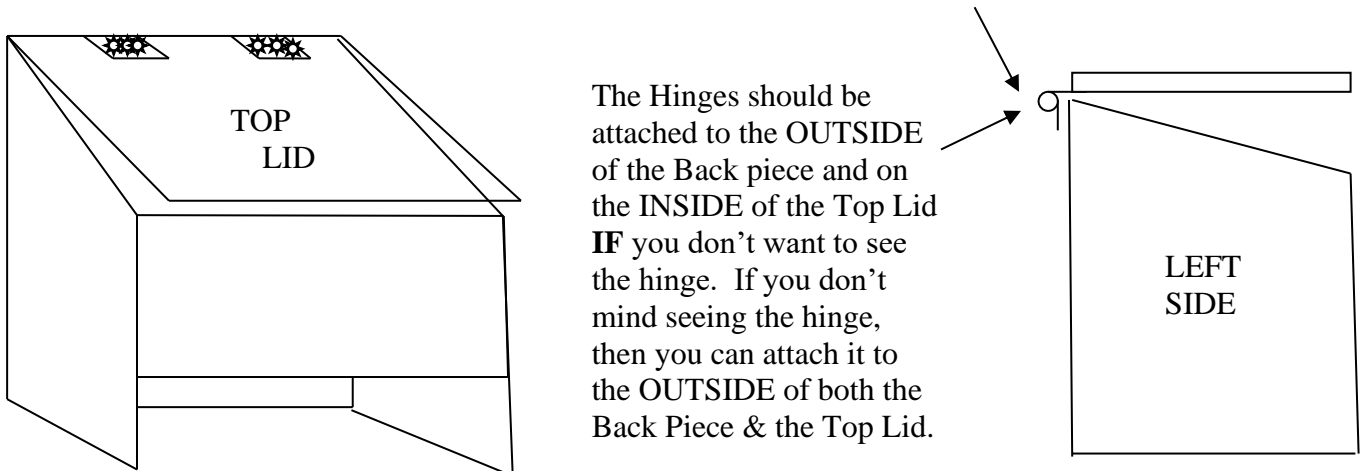 TOP
LID
The Hinges should be
attached to the OUTSIDE
of the Back piece and on
the INSIDE of the Top Lid
IF you don’t want to see
the hinge.  If you don’t
mind seeing the hinge,
then you can attach it to
the OUTSIDE of both the
Back Piece & the Top Lid.
LEFT
SIDE